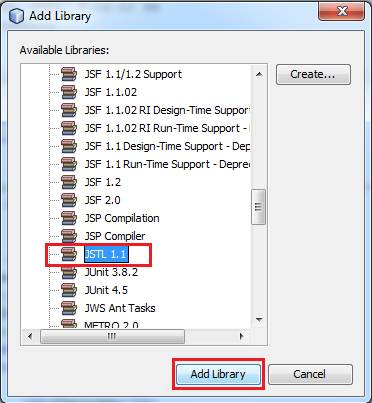 Add Library
Available Libraries:
JSF 1.1/1.2 Support
JSF 1.1.02
JSF 1.1.02 RI Design-Time Support
JSF 1.1.02 RI Run-Time Support -
JSF 1.1 Design-Time Support - Dep
JSF 1.1 Run-Time Support - Depre
JSF 1.2
JSF 2.0
JSP Compilation
JSP Compiler
JSTL 1.1
JUnit 3.8.2
JUnit 4.5
JWS Ant Tasks
METRO 2.0
Create...
Add Library
Cancel